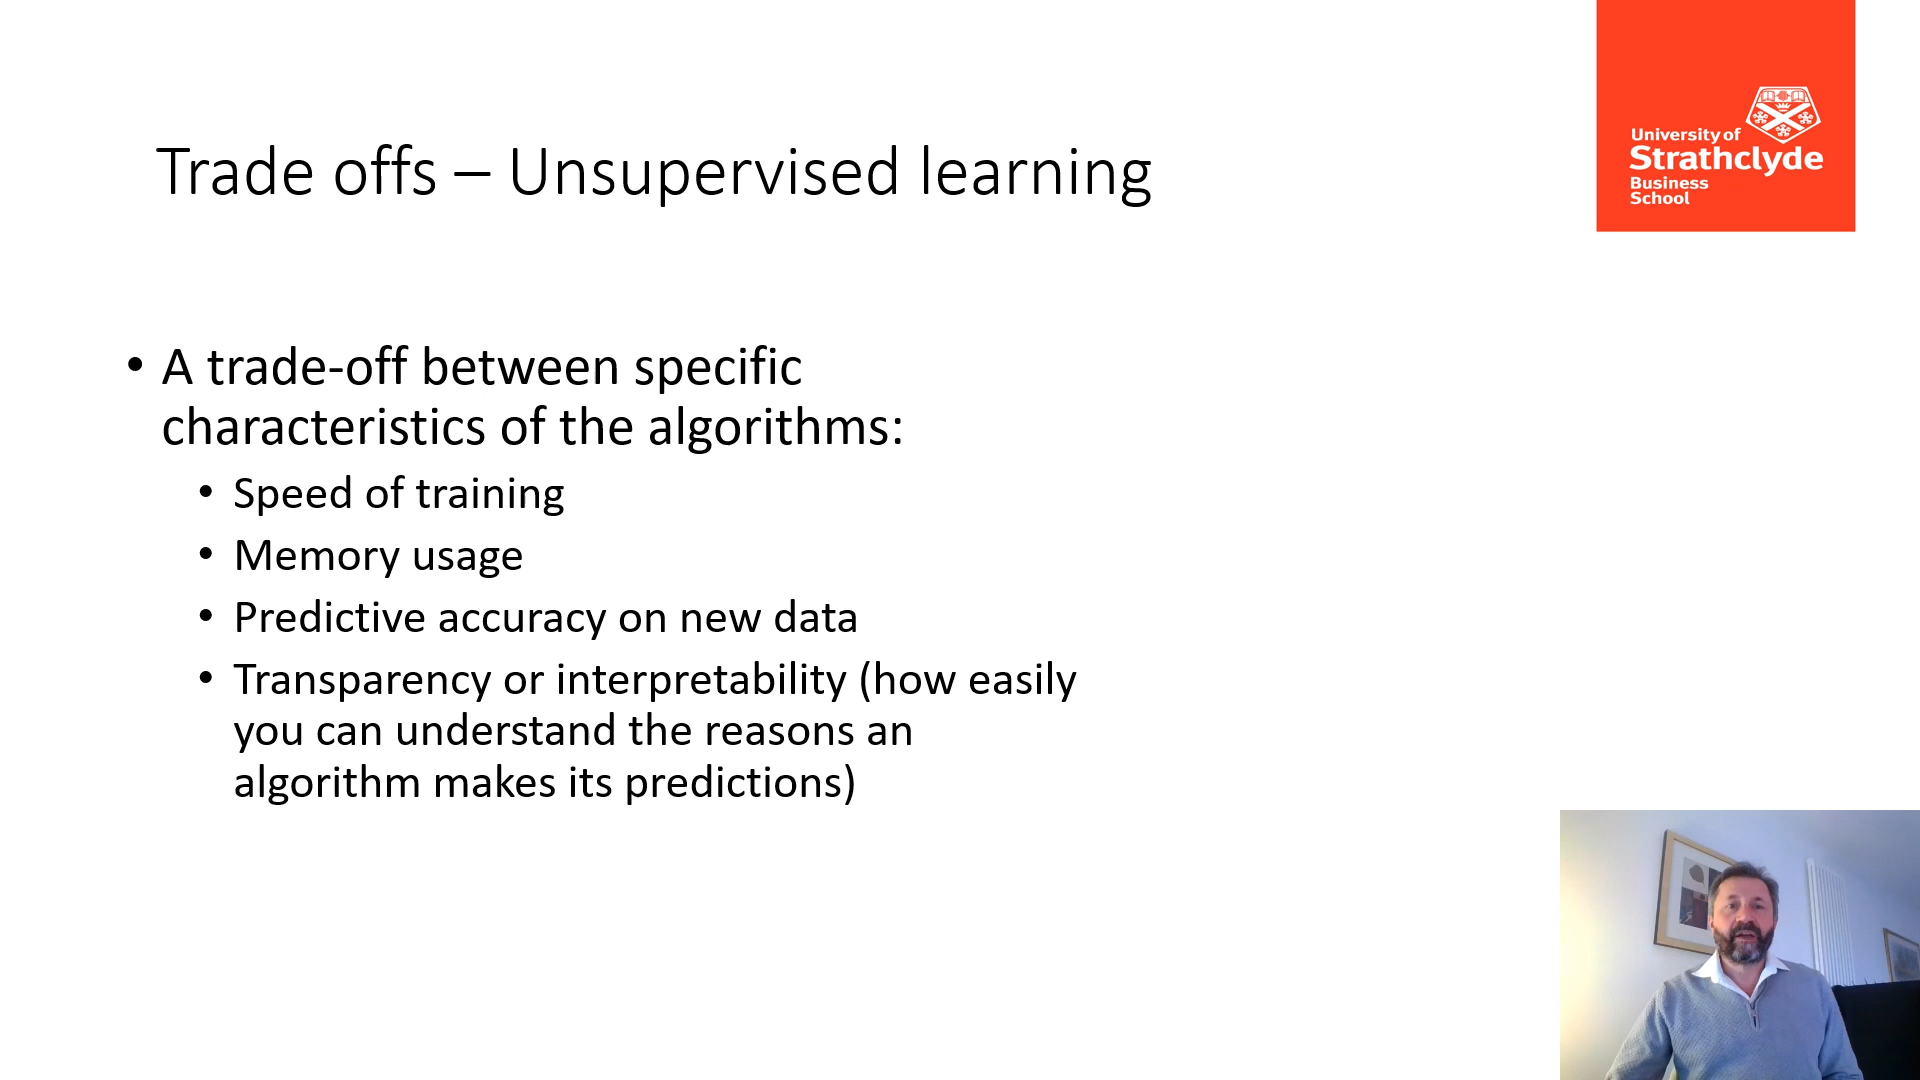 University of
Strathclyde
Business
School
Trade offs – Unsupervised learning
• A trade-off between specific
characteristics of the algorithms:
• Speed of training
• Memory usage
• Predictive accuracy on new data
• Transparency or interpretability (how easily
you can understand the reasons an
algorithm makes its predictions)